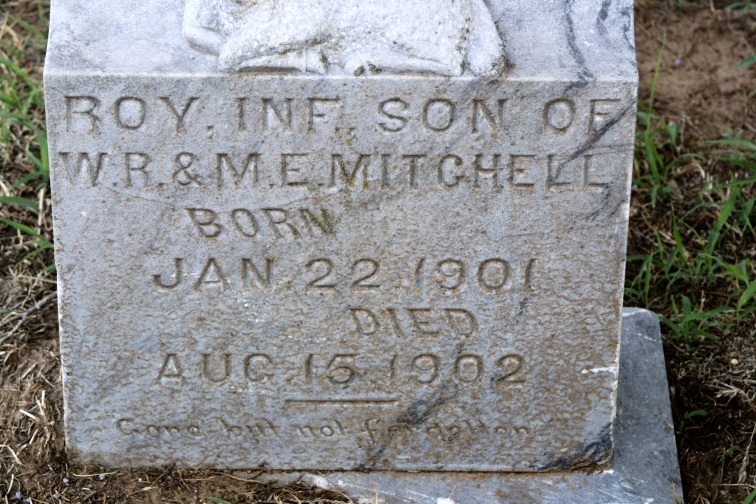 ROY, INF., SON OF
W.R.&M.E.MITCHELL
BORN
JAN. 22. 1901
DIED
AUG. 15. 1902
Gone but not forgotten